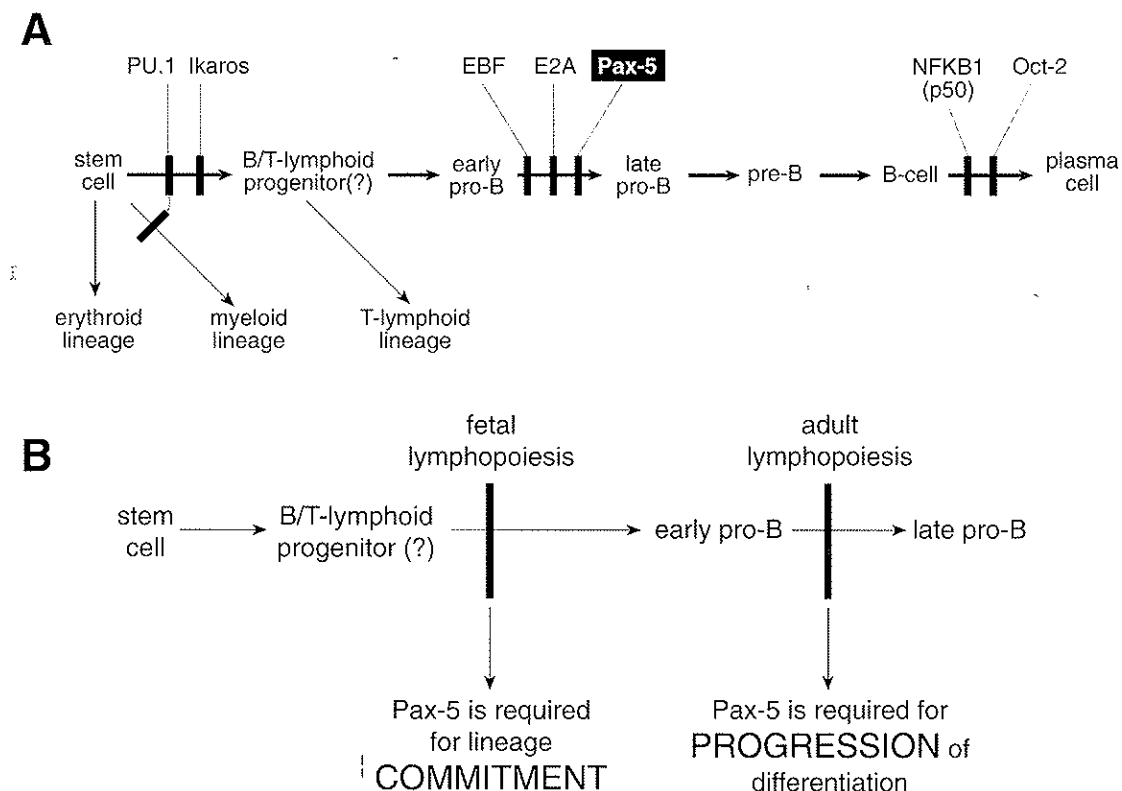 A
PU.1 Ikaros
EBF E2A Pax-5
NFKB1
(p50)
Oct-2
stem
cell
B/T-lymphoid
progenitor(?)
early
pro-B
late
pro-B
pre-B
B-cell
plasma
cell
erythroid
lineage
myeloid
lineage
T-lymphoid
lineage
B
fetal
lymphopoiesis
adult
lymphopoiesis
stem
cell
B/T-lymphoid
progenitor (?)
early pro-B
late pro-B
Pax-5 is required
for lineage
COMMITMENT
Pax-5 is required for
PROGRESSION of
differentiation